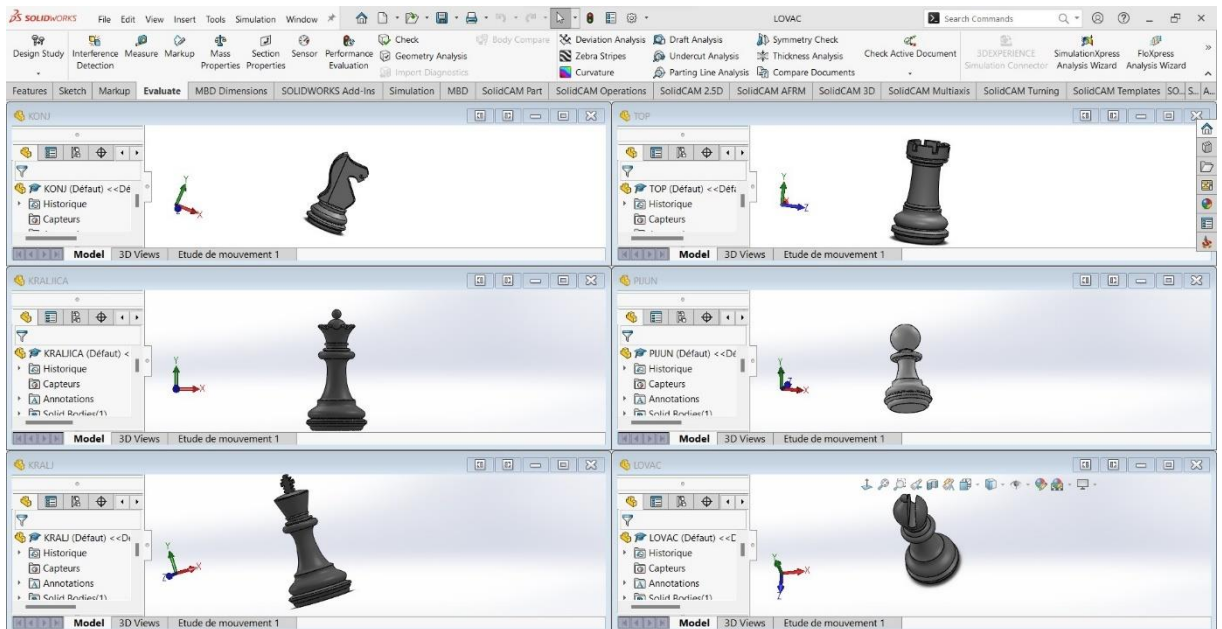 SOLIDWORKS File Edit View Insert Tools Simulation Window LOVAC Search Commands
Design Study Interference Detection Measure Markup Mass Properties Section Properties Sensor Performance Evaluation Check Geometry Analysis Import Diagnostics Body Compare Deviation Analysis Zebra Stripes Curvature Draft Analysis Undercut Analysis Parting Line Analysis Symmetry Check Thickness Analysis Compare Documents Check Active Document 3DEXPERIENCE Simulation Connector SimulationXpress Analysis Wizard FloXpress Analysis Wizard
Features Sketch Markup Evaluate MBD Dimensions SOLIDWORKS Add-Ins Simulation MBD SolidCAM Part SolidCAM Operations SolidCAM 2.5D SolidCAM AFRM SolidCAM 3D SolidCAM Multiaxis SolidCAM Turning SolidCAM Templates SO... S... A...
KONJ
KONJ (Défaut) <<Dé
Historique
Capteurs
Y
X
Model 3D Views Etude de mouvement 1
TOP
TOP (Défaut) <<Défa
Historique
Capteurs
Y
Z
Model 3D Views Etude de mouvement 1
KRALJICA
KRALJICA (Défaut) <
Historique
Capteurs
Annotations
Solid Bodies(1)
Y
X
Model 3D Views Etude de mouvement 1
PIJUN
PIJUN (Défaut) <<Dé
Historique
Capteurs
Annotations
Solid Bodies(1)
Y
Z
X
Model 3D Views Etude de mouvement 1
KRALJ
KRALJ (Défaut) <<D
Historique
Capteurs
Annotations
Solid Bodies(1)
Y
Z
X
Model 3D Views Etude de mouvement 1
LOVAC
LOVAC (Défaut) <<D
Historique
Capteurs
Annotations
Solid Bodies(1)
Y
X
Z
Model 3D Views Etude de mouvement 1